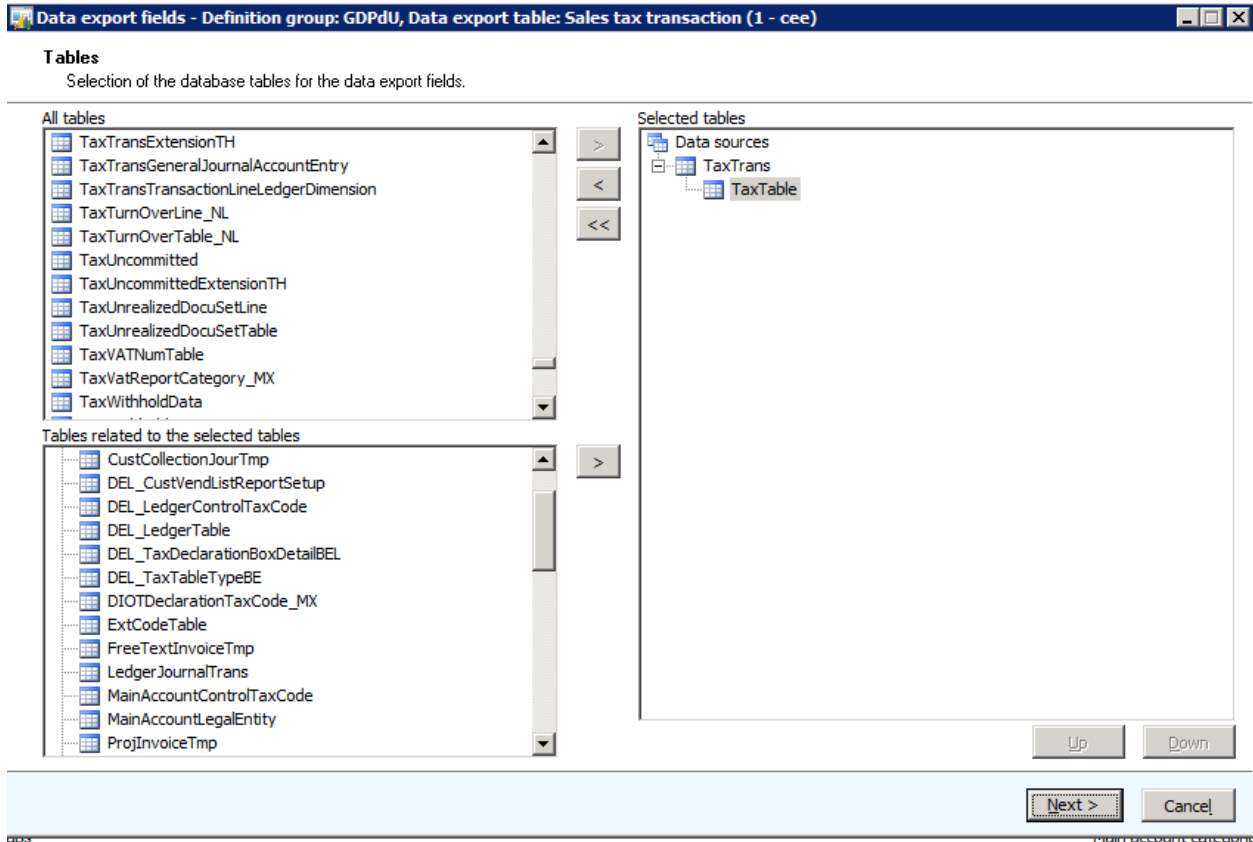 Data export fields - Definition group: GDPdU, Data export table: Sales tax transaction (1 - cee)
Tables
Selection of the database tables for the data export fields.
All tables
TaxTransExtensionTH
TaxTransGeneralJournalAccountEntry
TaxTransTransactionLineLedgerDimension
TaxTurnOverLine_NL
TaxTurnOverTable_NL
TaxUncommitted
TaxUncommittedExtensionTH
TaxUnrealizedDocuSetLine
TaxUnrealizedDocuSetTable
TaxVATNumTable
TaxVatReportCategory_MX
TaxWithholdData
>
<
<<
Selected tables
Data sources
TaxTrans
TaxTable
Tables related to the selected tables
CustCollectionJourTmp
DEL_CustVendListReportSetup
DEL_LedgerControlTaxCode
DEL_LedgerTable
DEL_TaxDeclarationBoxDetailBEL
DEL_TaxTableTypeBE
DIOTDeclarationTaxCode_MX
ExtCodeTable
FreeTextInvoiceTmp
LedgerJournalTrans
MainAccountControlTaxCode
MainAccountLegalEntity
ProjInvoiceTmp
>
Up Down
Next > Cancel